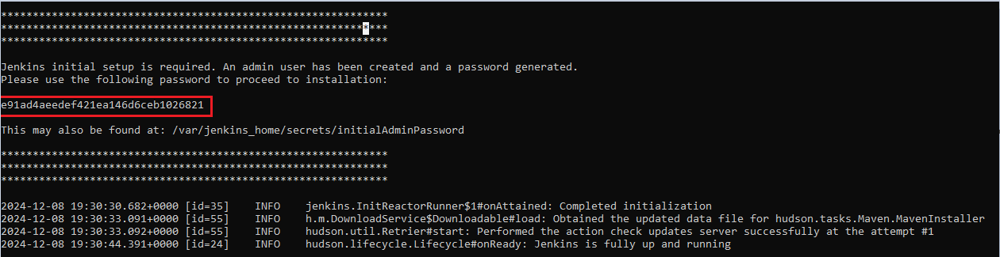 *************************************************************
*************************************************************
*************************************************************
Jenkins initial setup is required. An admin user has been created and a password generated.
Please use the following password to proceed to installation:
e91ad4aeedef421ea146d6ceb1026821
This may also be found at: /var/jenkins_home/secrets/initialAdminPassword
*************************************************************
*************************************************************
*************************************************************
2024-12-08 19:30:30.682+0000 [id=35]    INFO    jenkins.InitReactorRunner$1#onAttained: Completed initialization
2024-12-08 19:30:33.091+0000 [id=55]    INFO    h.m.DownloadService$Downloadable#load: Obtained the updated data file for hudson.tasks.Maven.MavenInstaller
2024-12-08 19:30:33.092+0000 [id=55]    INFO    hudson.util.Retrier#start: Performed the action check updates server successfully at the attempt #1
2024-12-08 19:30:44.391+0000 [id=24]    INFO    hudson.lifecycle.Lifecycle#onReady: Jenkins is fully up and running